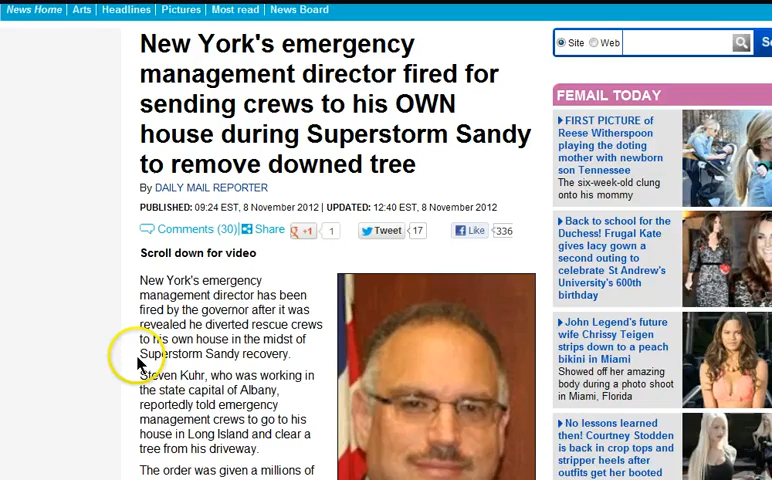 News Home Arts Headlines Pictures Most read News Board
New York's emergency
management director fired for
sending crews to his OWN
house during Superstorm Sandy
to remove downed tree
By DAILY MAIL REPORTER
PUBLISHED: 09:24 EST, 8 November 2012 | UPDATED: 12:40 EST, 8 November 2012
Comments (30) Share +1 1 Tweet 17 Like 336
Scroll down for video
New York's emergency
management director has been
fired by the governor after it was
revealed he diverted rescue crews
to his own house in the midst of
Superstorm Sandy recovery.
Steven Kuhr, who was working in
the state capital of Albany,
reportedly told emergency
management crews to go to his
house in Long Island and clear a
tree from his driveway.
The order was given a millions of
Site Web
FEMAIL TODAY
FIRST PICTURE of
Reese Witherspoon
playing the doting
mother with newborn
son Tennessee
The six-week-old clung
onto his mommy
Back to school for the
Duchess! Frugal Kate
gives lacy gown a
second outing to
celebrate St Andrew's
University's 600th
birthday
John Legend's future
wife Chrissy Teigen
strips down to a peach
bikini in Miami
Showed off her amazing
body during a photo shoot
in Miami, Florida
No lessons learned
then! Courtney Stodden
is back in crop tops and
stripper heels after
outfits get her booted